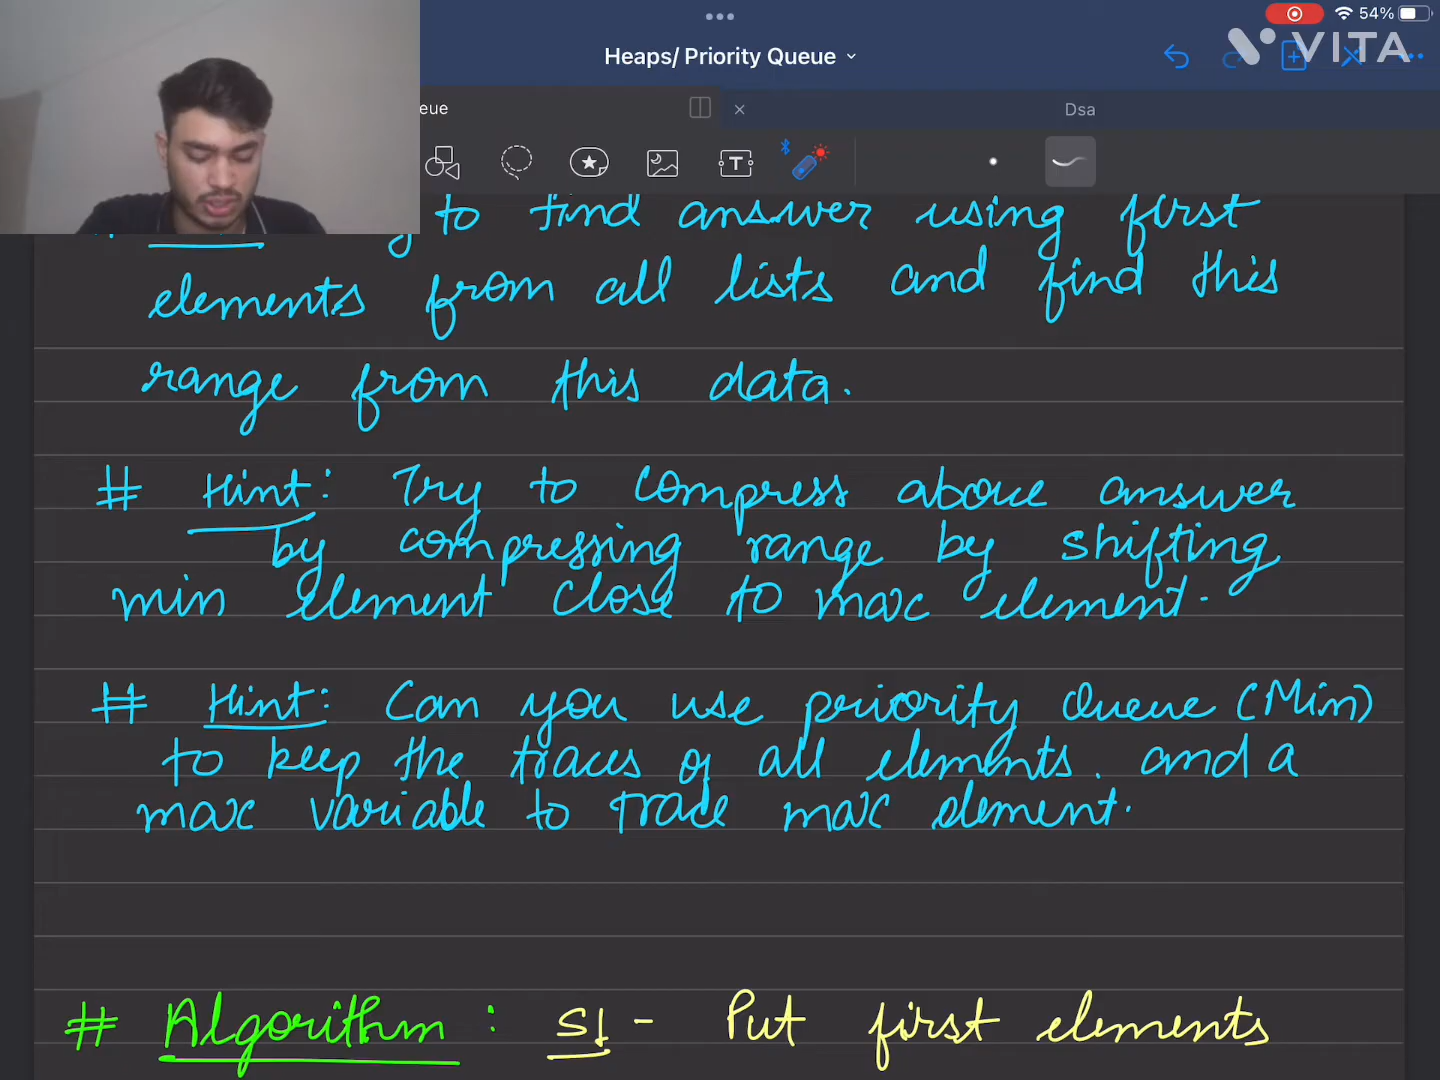 54%
VITA
Heaps/ Priority Queue
eue
Dsa
T
to find answer using first
elements from all lists and find this
range from this data.
# Hint: Try to compress above answer
by compressing range by shifting
min element close to max element.
# Hint: Can you use priority Queue (Min)
to keep the traces of all elements. and a
max variable to trace max element.
# Algorithm: S1 - Put first elements